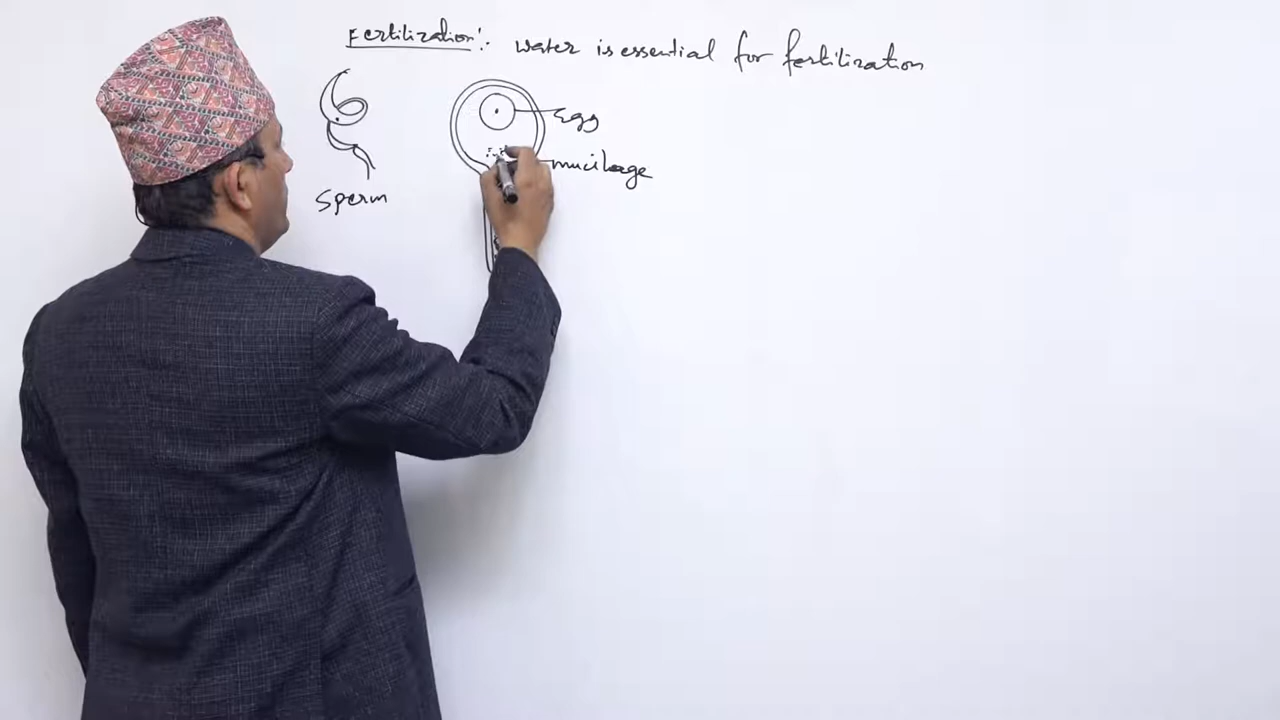 Fertilization:- water is essential for fertilization
Egg
mucilage
Sperm